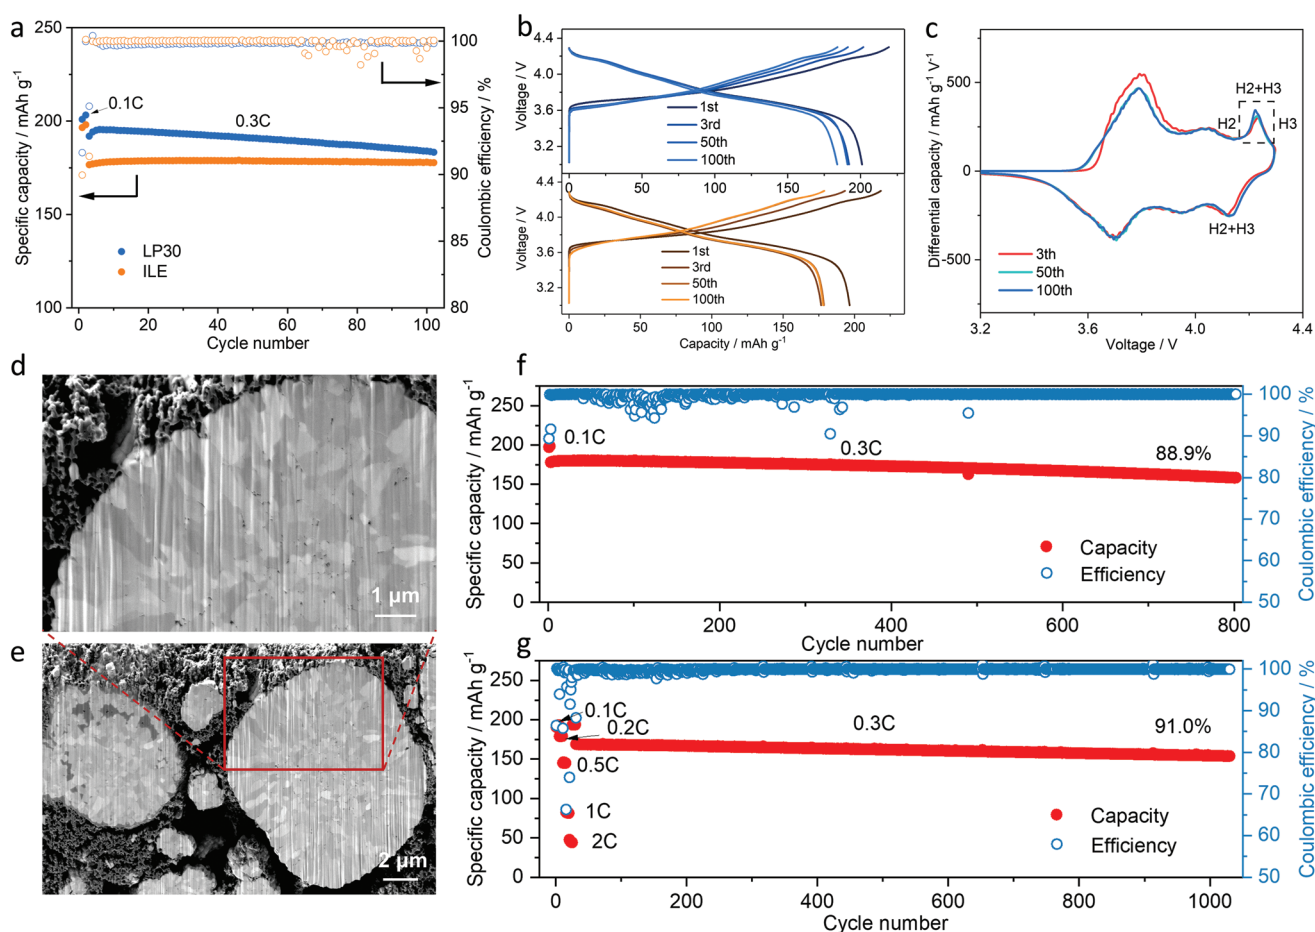 a
250
200
150
100
Specific capacity / mAh g-1
0.1C
0.3C
LP30
ILE
100
95
90
85
80
Coulombic efficiency / %
0 20 40 60 80 100
Cycle number
b
4.4
4.0
3.6
3.2
Voltage / V
1st
3rd
50th
100th
0 50 100 150 200
4.4
4.0
3.6
3.2
Voltage / V
1st
3rd
50th
100th
0 50 100 150 200
Capacity / mAh g-1
c
1000
500
0
-500
Differential capacity / mAh g-1 V-1
H2+H3
H2
H3
H2+H3
3th
50th
100th
3.2 3.6 4.0 4.4
Voltage / V
d
1 μm
e
2 μm
f
250
200
150
100
50
0
Specific capacity / mAh g-1
0.1C
0.3C
88.9%
Capacity
Efficiency
100
90
80
70
60
50
Coulombic efficiency / %
0 200 400 600 800
Cycle number
g
250
200
150
100
50
0
Specific capacity / mAh g-1
0.1C
0.2C
0.5C
1C
2C
0.3C
91.0%
Capacity
Efficiency
100
90
80
70
60
50
Coulombic efficiency / %
0 200 400 600 800 1000
Cycle number